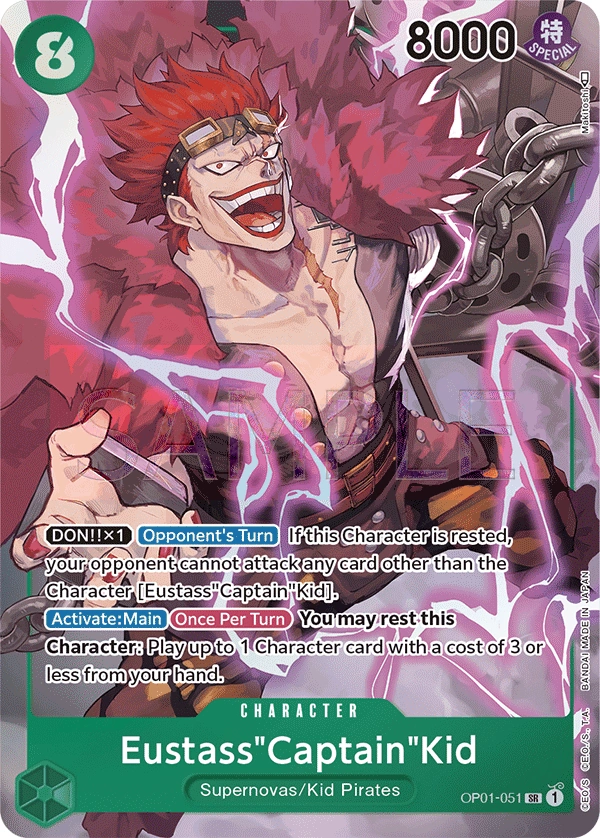 8
8000
特
SPECIAL
Makitoshi
SAMPLE
DON!!×1 Opponent's Turn If this Character is rested,
your opponent cannot attack any card other than the
Character [Eustass"Captain"Kid].
Activate:Main Once Per Turn You may rest this
Character: Play up to 1 Character card with a cost of 3 or
less from your hand.
CHARACTER
Eustass"Captain"Kid
Supernovas/Kid Pirates
OP01-051 SR 1
©E.O/S ©E.O./S., T.A. BANDAI MADE IN JAPAN